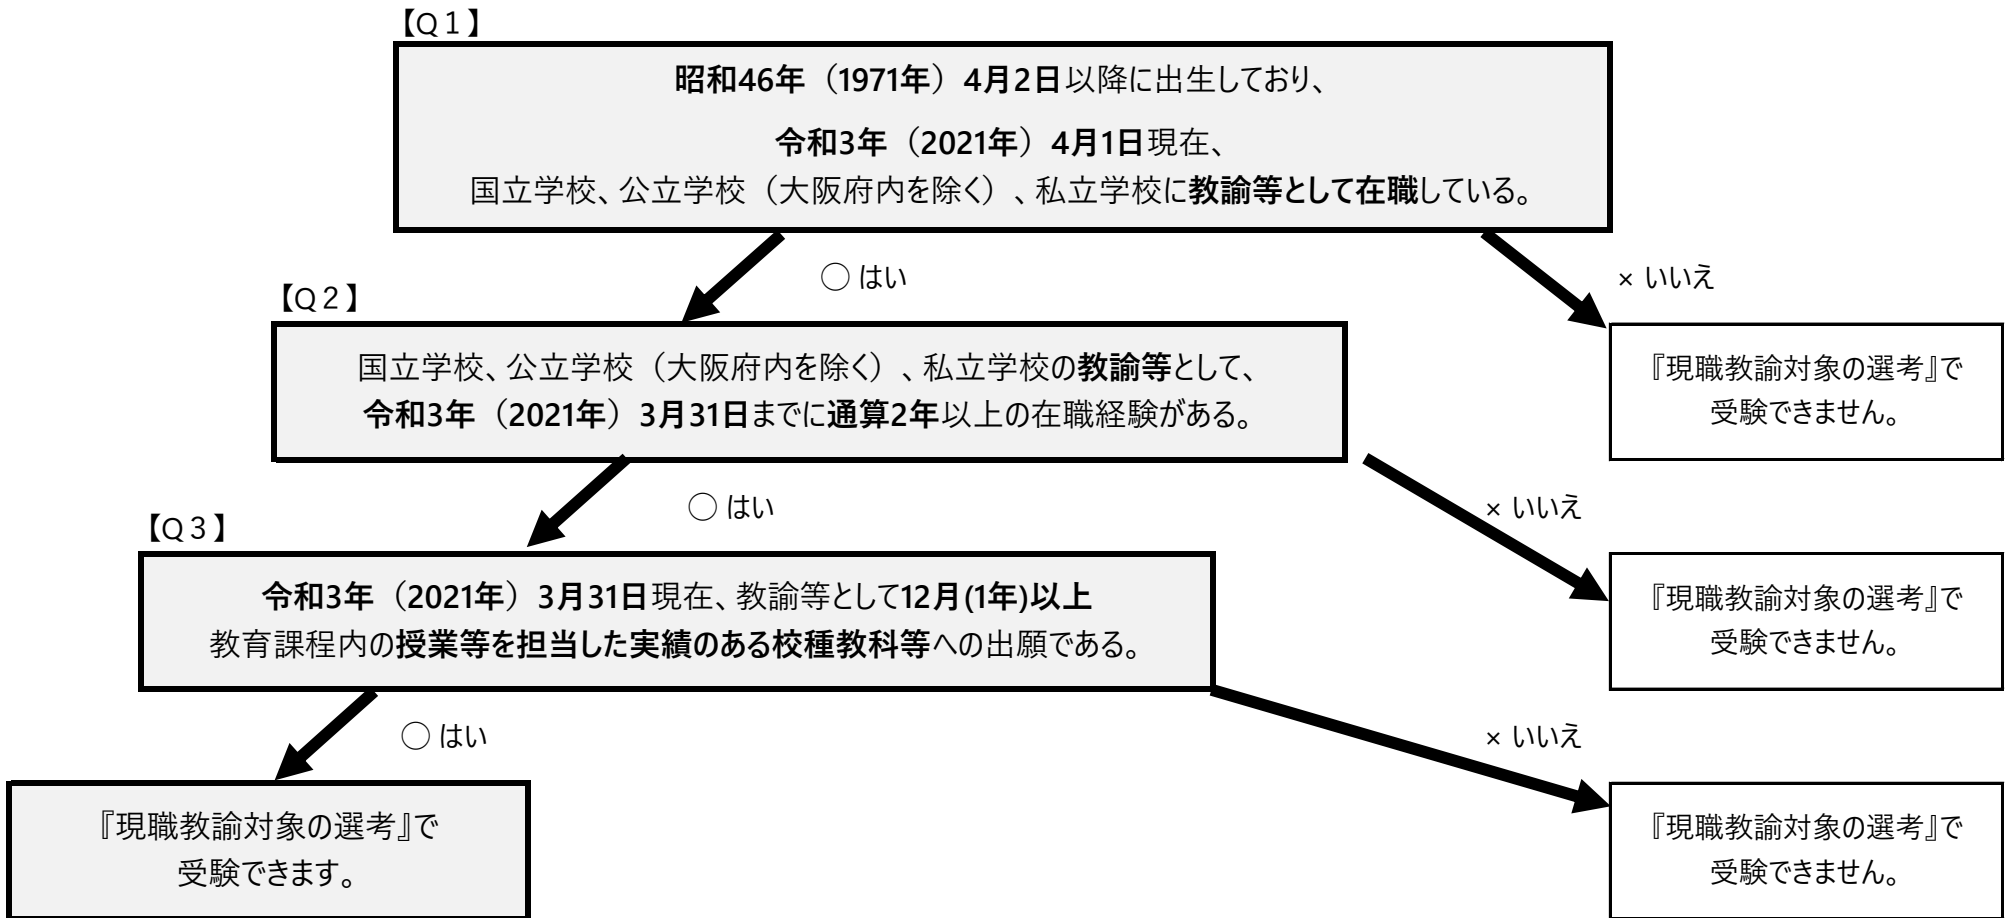 【Q１】
昭和46年（1971年）4月2日以降に出生しており、
令和3年（2021年）4月1日現在、
国立学校、公立学校（大阪府内を除く）、私立学校に教諭等として在職している。
〇 はい
× いいえ
【Q２】
国立学校、公立学校（大阪府内を除く）、私立学校の教諭等として、
令和3年（2021年）3月31日までに通算2年以上の在職経験がある。
『現職教諭対象の選考』で
受験できません。
〇 はい
× いいえ
【Q３】
令和3年（2021年）3月31日現在、教諭等として12月(1年)以上
教育課程内の授業等を担当した実績のある校種教科等への出願である。
『現職教諭対象の選考』で
受験できません。
〇 はい
× いいえ
『現職教諭対象の選考』で
受験できます。
『現職教諭対象の選考』で
受験できません。